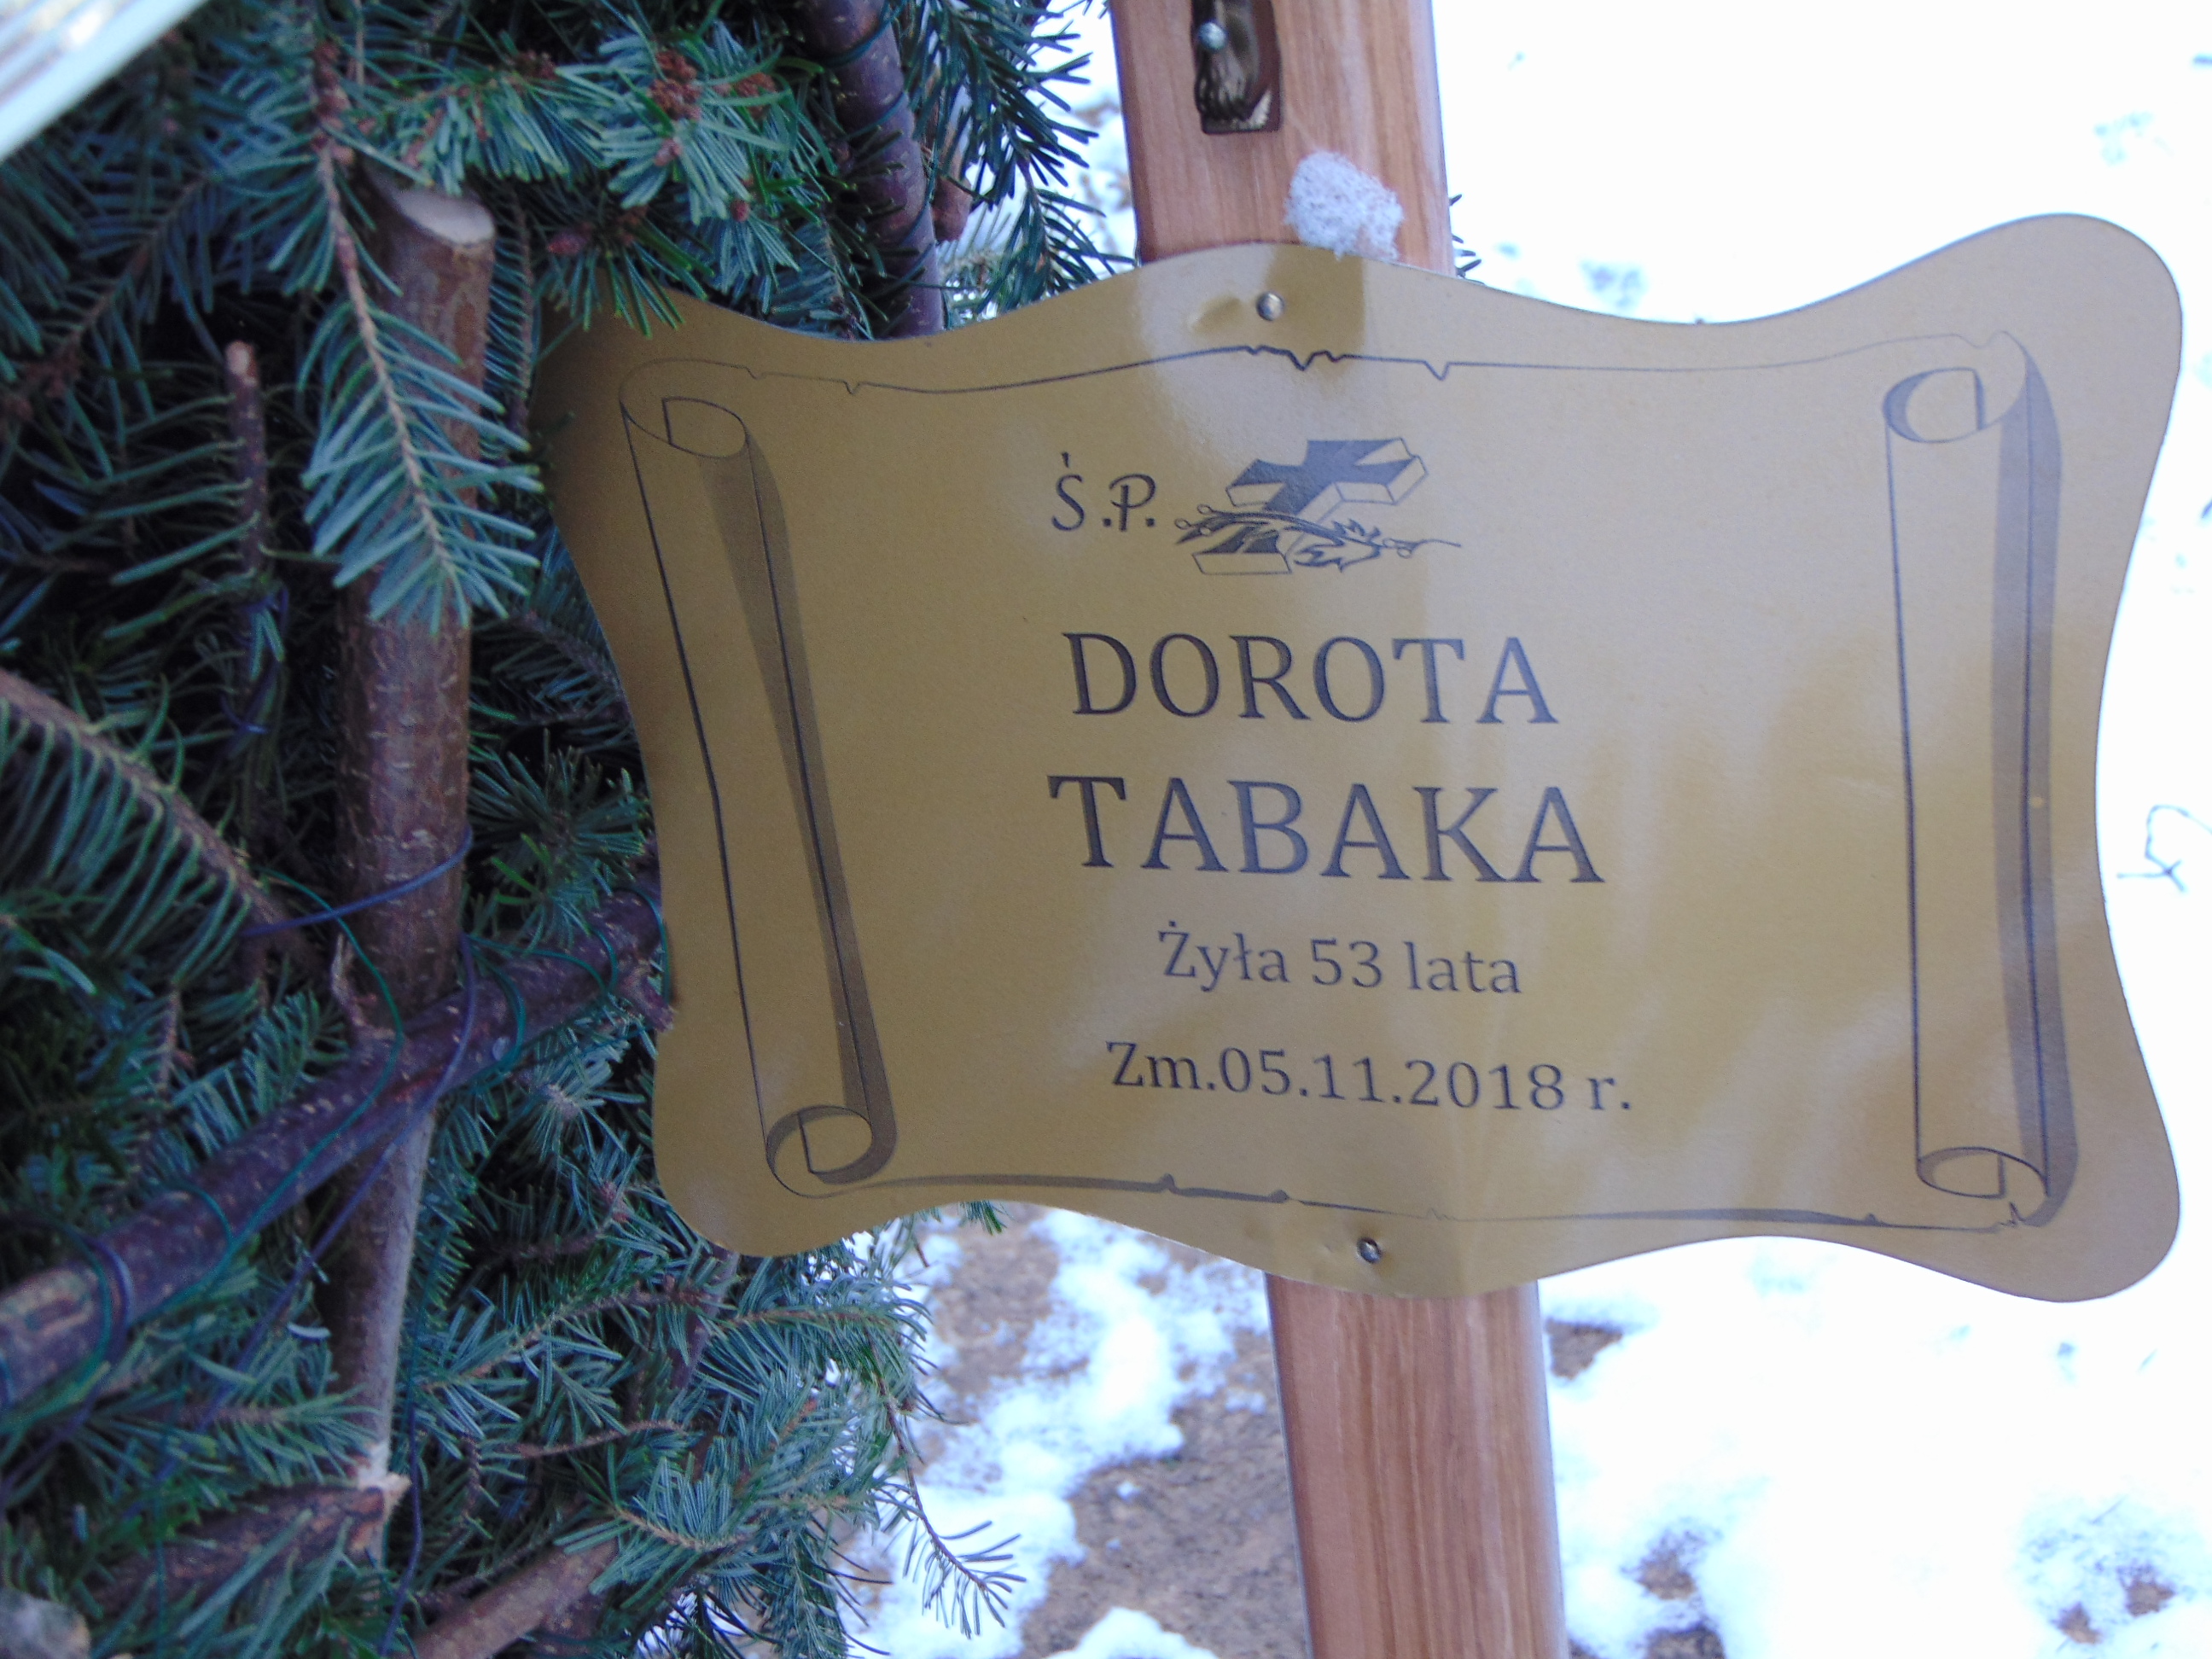 Ś.P.
DOROTA
TABAKA
Żyła 53 lata
Zm.05.11.2018 r.